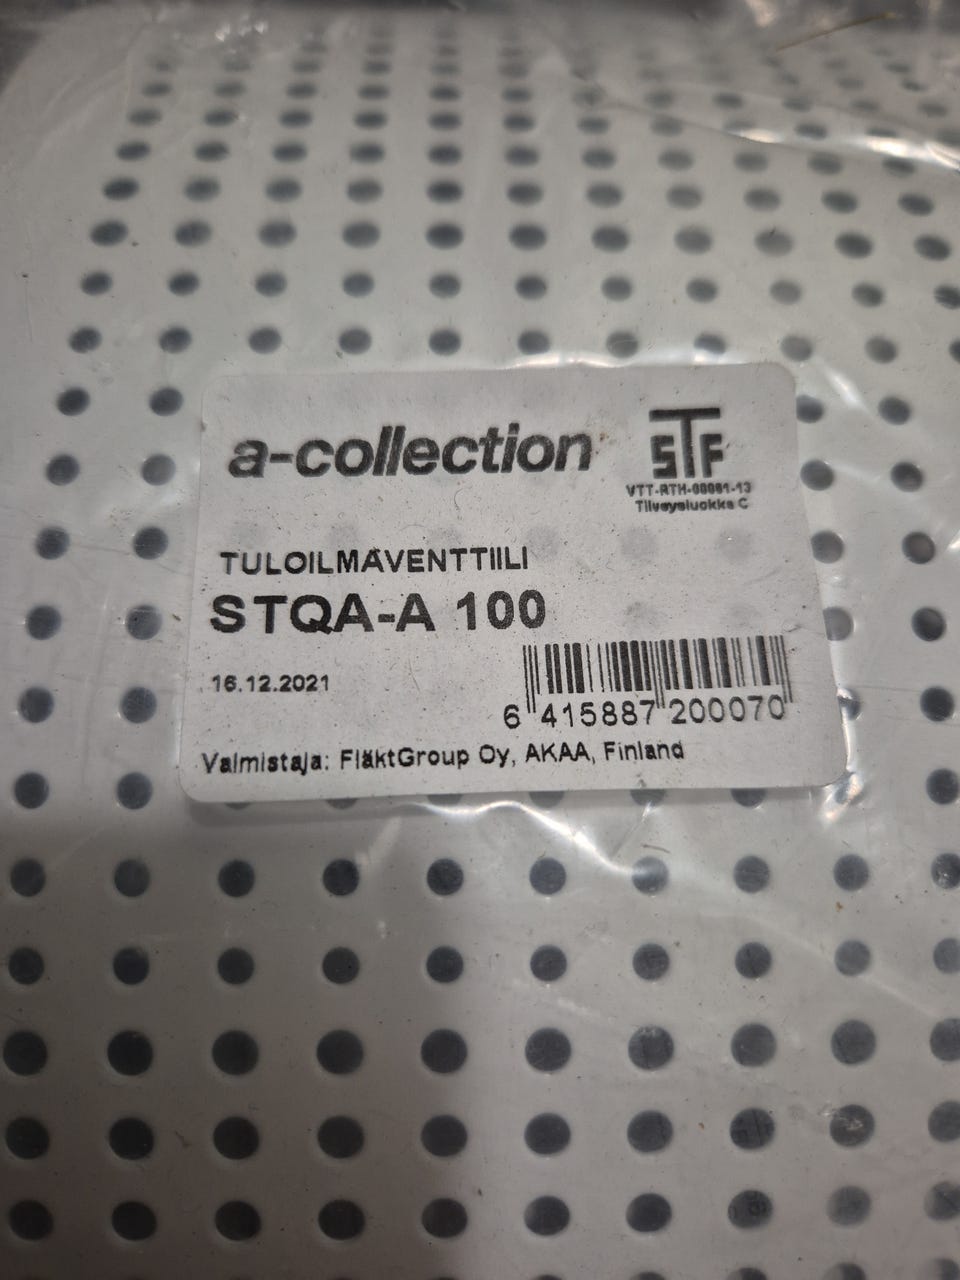 a-collection
STF
VTT-RTH-00081-13
Tiiveysluokka C
TULOILMAVENTTIILI
STQA-A 100
16.12.2021
6 415887 200070
Valmistaja: FläktGroup Oy, AKAA, Finland